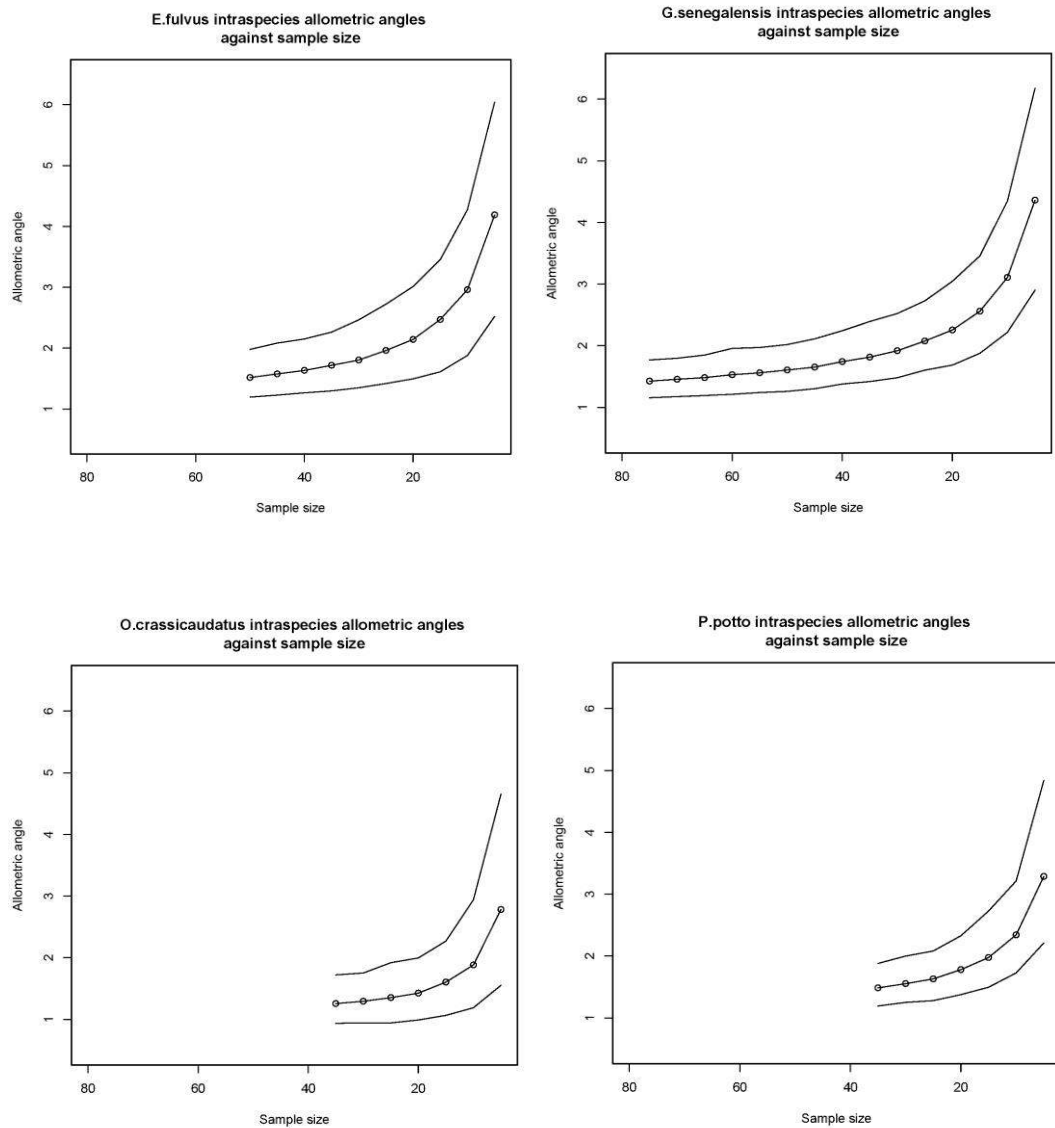 E.fulvus intraspecies allometric angles
against sample size
Allometric angle
6
5
4
3
2
1
80
60
40
20
Sample size
G.senegalensis intraspecies allometric angles
against sample size
Allometric angle
6
5
4
3
2
1
80
60
40
20
Sample size
O.crassicaudatus intraspecies allometric angles
against sample size
Allometric angle
6
5
4
3
2
1
80
60
40
20
Sample size
P.potto intraspecies allometric angles
against sample size
Allometric angle
6
5
4
3
2
1
80
60
40
20
Sample size